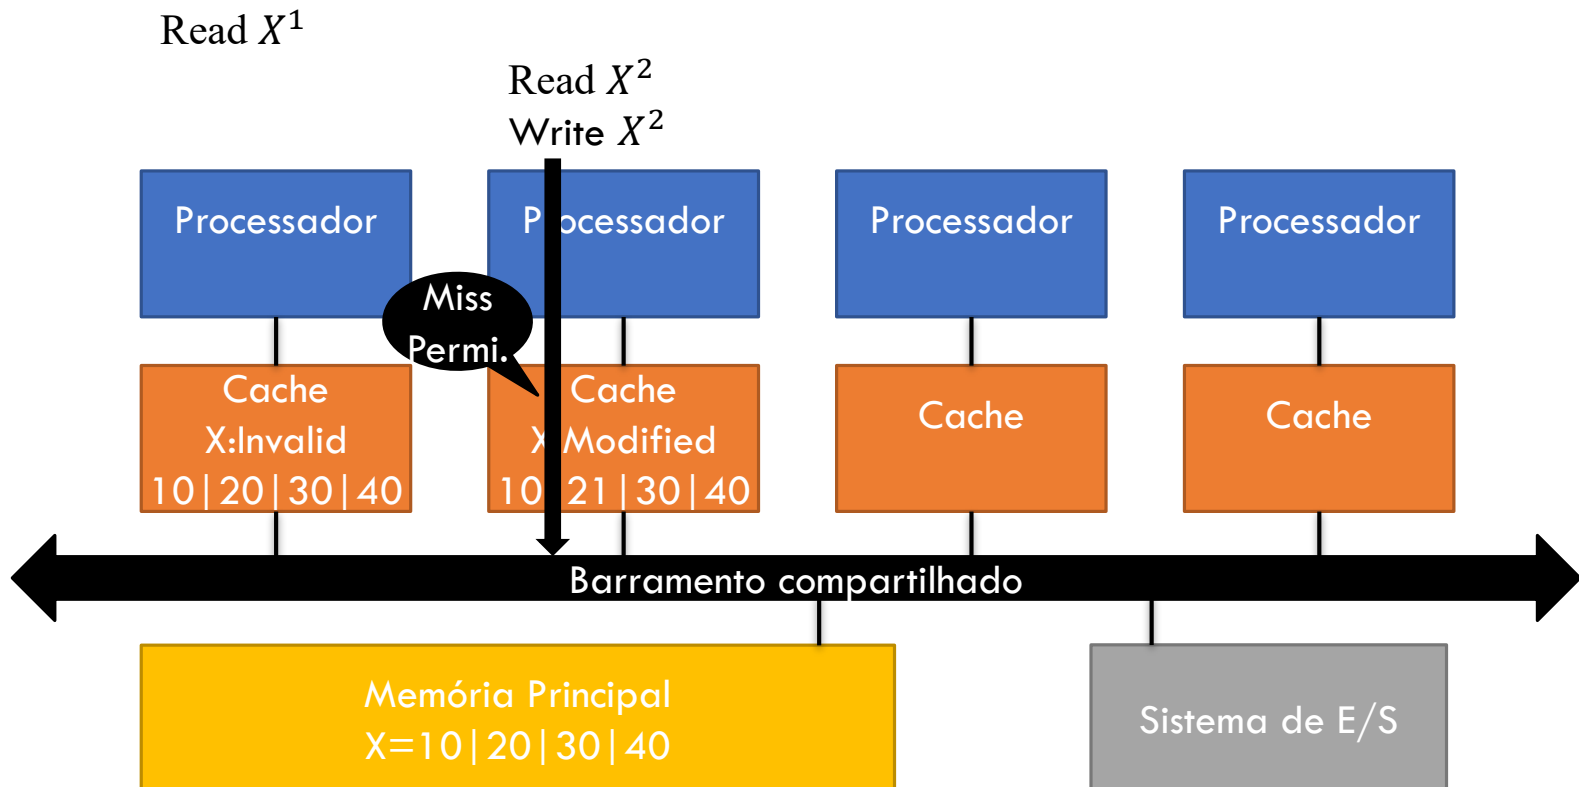 Read X¹
Read X²
Write X²
Processador
Processador
Processador
Processador
Miss
Permi.
Cache
X:Invalid
10|20|30|40
Cache
X Modified
10 21|30|40
Cache
Cache
Barramento compartilhado
Memória Principal
X=10|20|30|40
Sistema de E/S